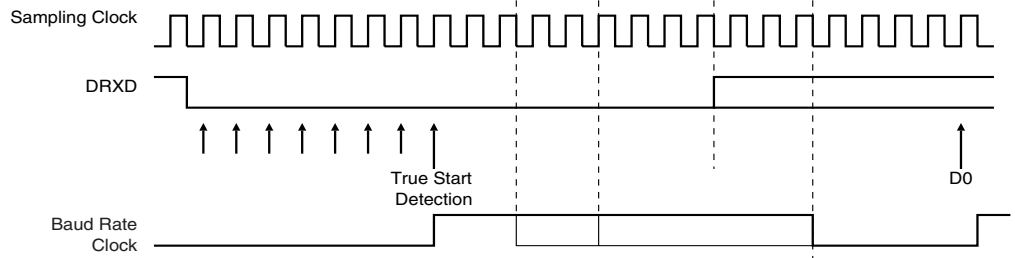 Sampling Clock
DRXD
True Start
Detection
D0
Baud Rate
Clock